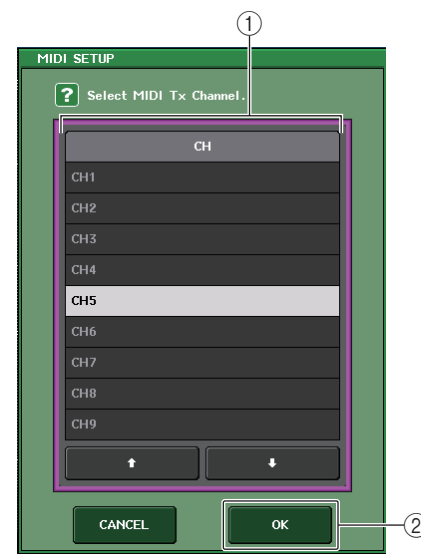 ①
MIDI SETUP
? Select MIDI Tx Channel.
CH
CH1
CH2
CH3
CH4
CH5
CH6
CH7
CH8
CH9
↑ ↓
CANCEL OK ②